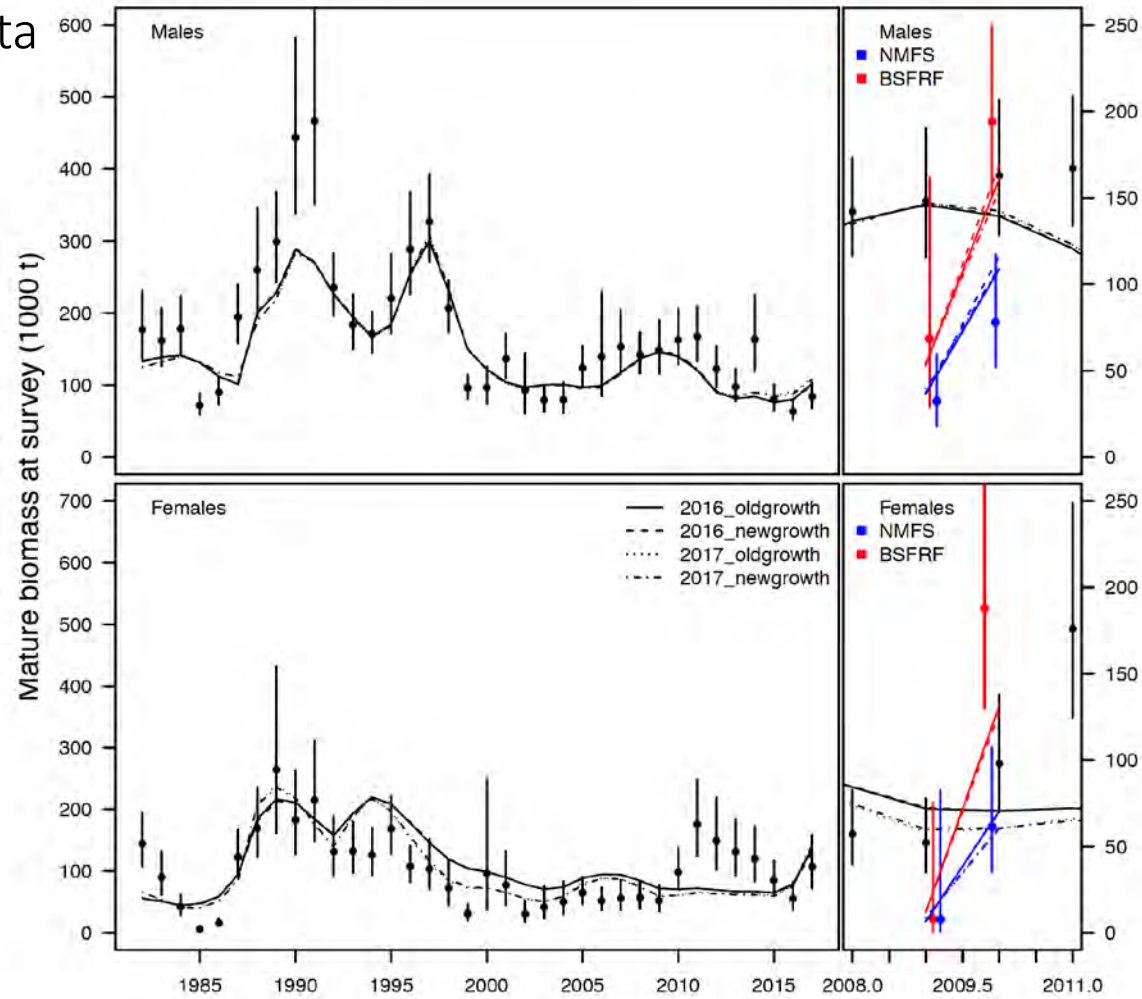 ta
Mature biomass at survey (1000 t)
Males
600
500
400
300
200
100
0
Males
NMFS
BSFRF
250
200
150
100
50
0
Females
700
600
500
400
300
200
100
0
2016_oldgrowth
2016_newgrowth
2017_oldgrowth
2017_newgrowth
Females
NMFS
BSFRF
250
200
150
100
50
0
1985 1990 1995 2000 2005 2010 2015
2008.0 2009.5 2011.0